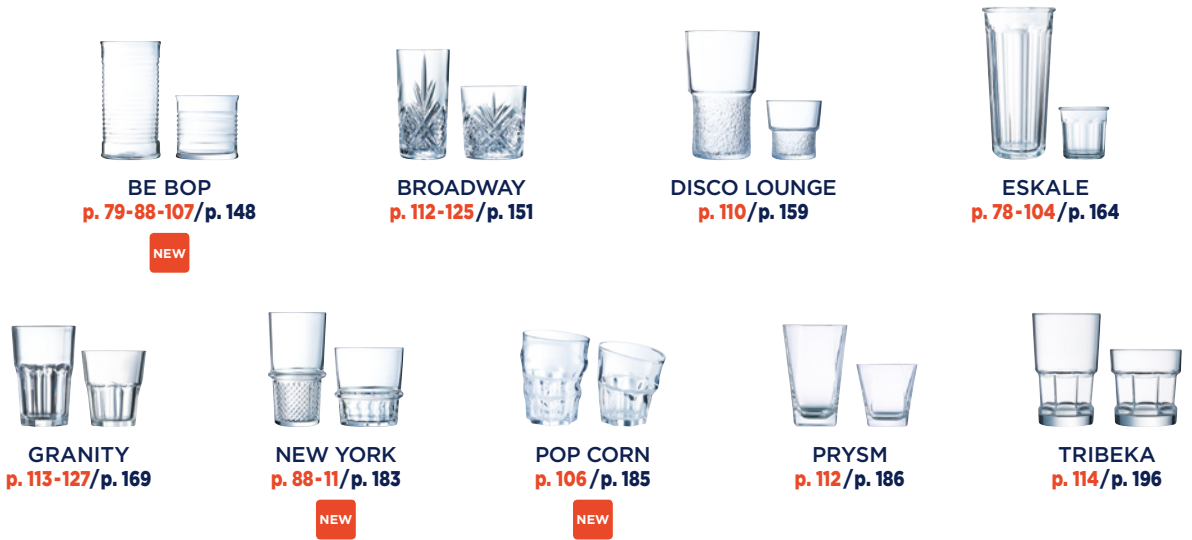 BE BOP
p. 79-88-107/p. 148
NEW
BROADWAY
p. 112-125/p. 151
DISCO LOUNGE
p. 110/p. 159
ESKALE
p. 78-104/p. 164
GRANITY
p. 113-127/p. 169
NEW YORK
p. 88-11/p. 183
NEW
POP CORN
p. 106/p. 185
NEW
PRYSM
p. 112/p. 186
TRIBEKA
p. 114/p. 196